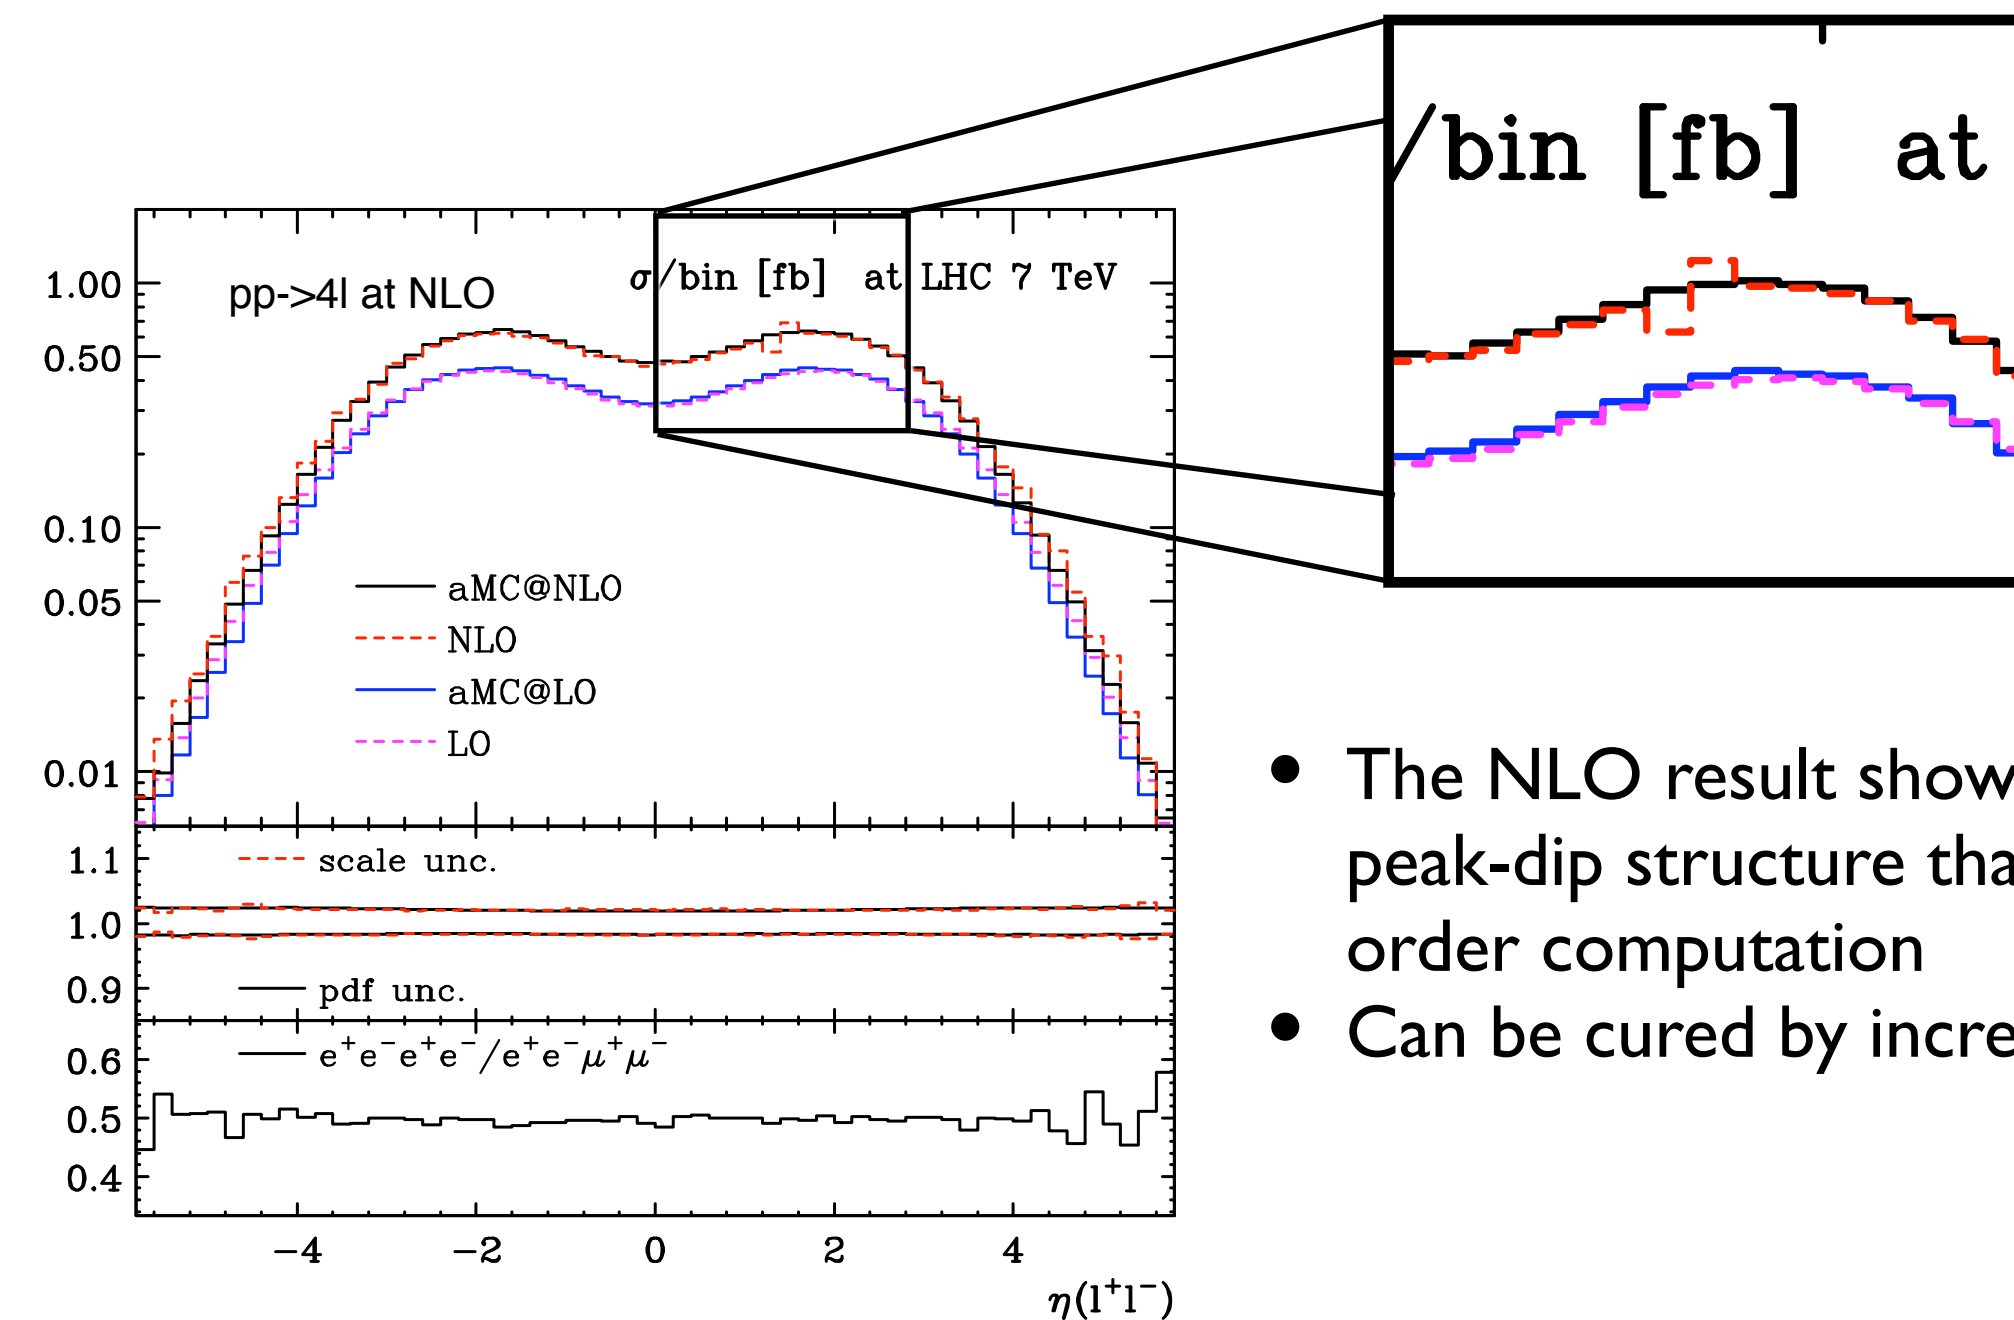 /bin [fb] at
pp->4l at NLO
σ/bin [fb] at LHC 7 TeV
1.00
0.50
0.10
0.05
0.01
aMC@NLO
NLO
aMC@LO
LO
1.1
1.0
0.9
scale unc.
pdf unc.
0.6
0.5
0.4
e⁺e⁻e⁺e⁻/e⁺e⁻μ⁺μ⁻
−4 −2 0 2 4
η(l⁺l⁻)
• The NLO result show
peak-dip structure tha
order computation
• Can be cured by incre